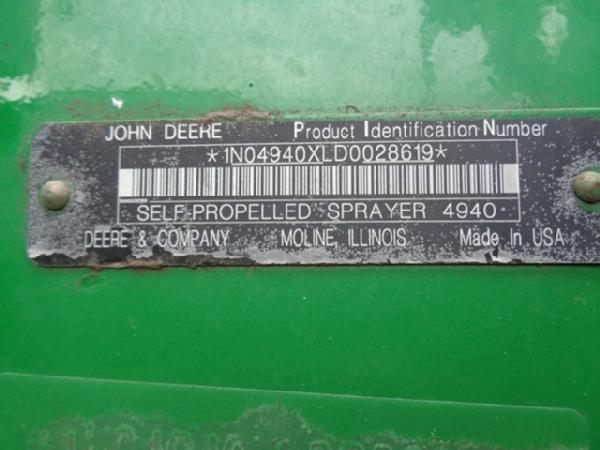 JOHN DEERE Product Identification Number
*1N04940XLD0028619*
SELF-PROPELLED SPRAYER 4940
DEERE & COMPANY MOLINE, ILLINOIS Made In USA